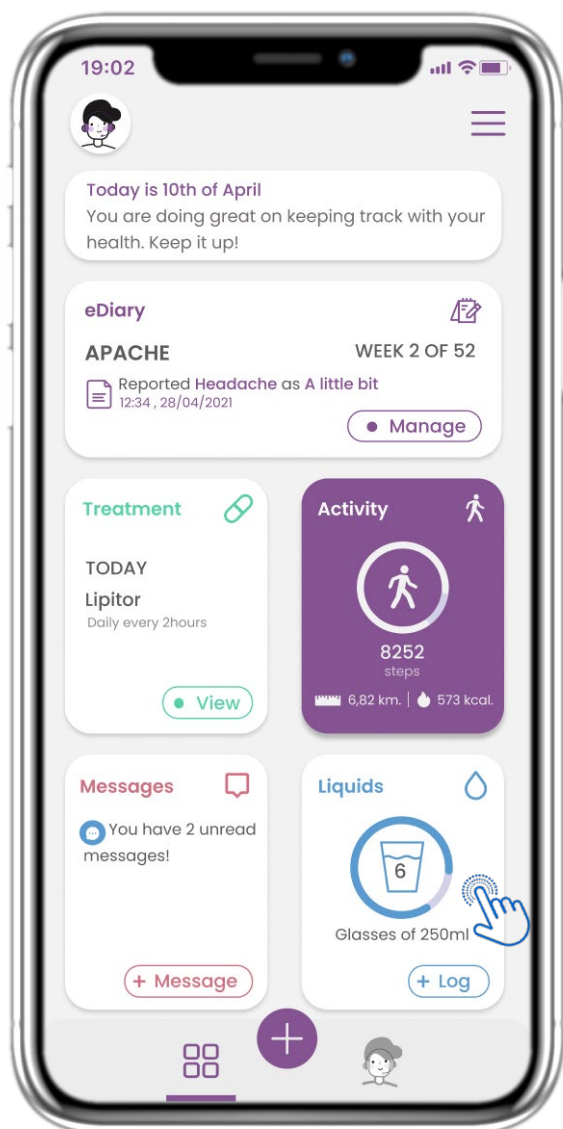 19:02
Today is 10th of April
You are doing great on keeping track with your
health. Keep it up!
eDiary
APACHE
WEEK 2 OF 52
Reported Headache as A little bit
12:34 , 28/04/2021
Manage
Treatment
TODAY
Lipitor
Daily every 2hours
View
Activity
8252
steps
6,82 km.
573 kcal.
Messages
You have 2 unread
messages!
+ Message
Liquids
6
Glasses of 250ml
+ Log